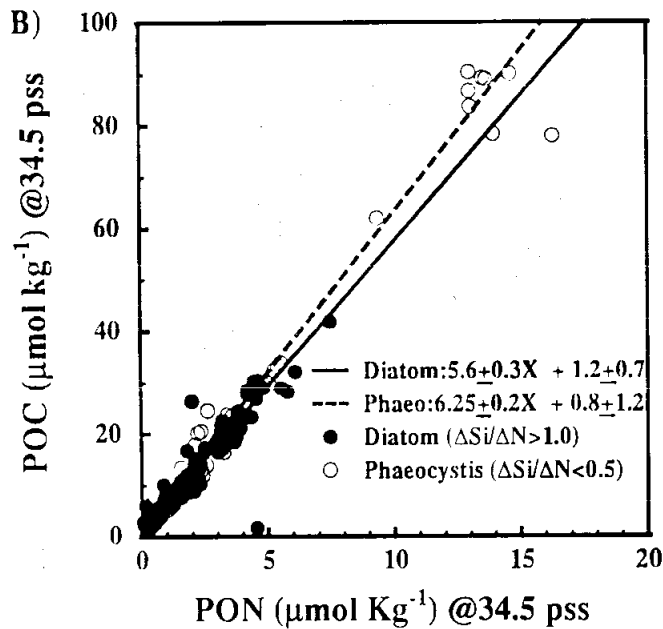 B)
POC (μmol kg⁻¹) @34.5 pss
100
80
60
40
20
0
Diatom:5.6±0.3X + 1.2±0.7
Phaeo:6.25±0.2X + 0.8±1.2
Diatom (ΔSi/ΔN>1.0)
Phaeocystis (ΔSi/ΔN<0.5)
0 5 10 15 20
PON (μmol Kg⁻¹) @34.5 pss